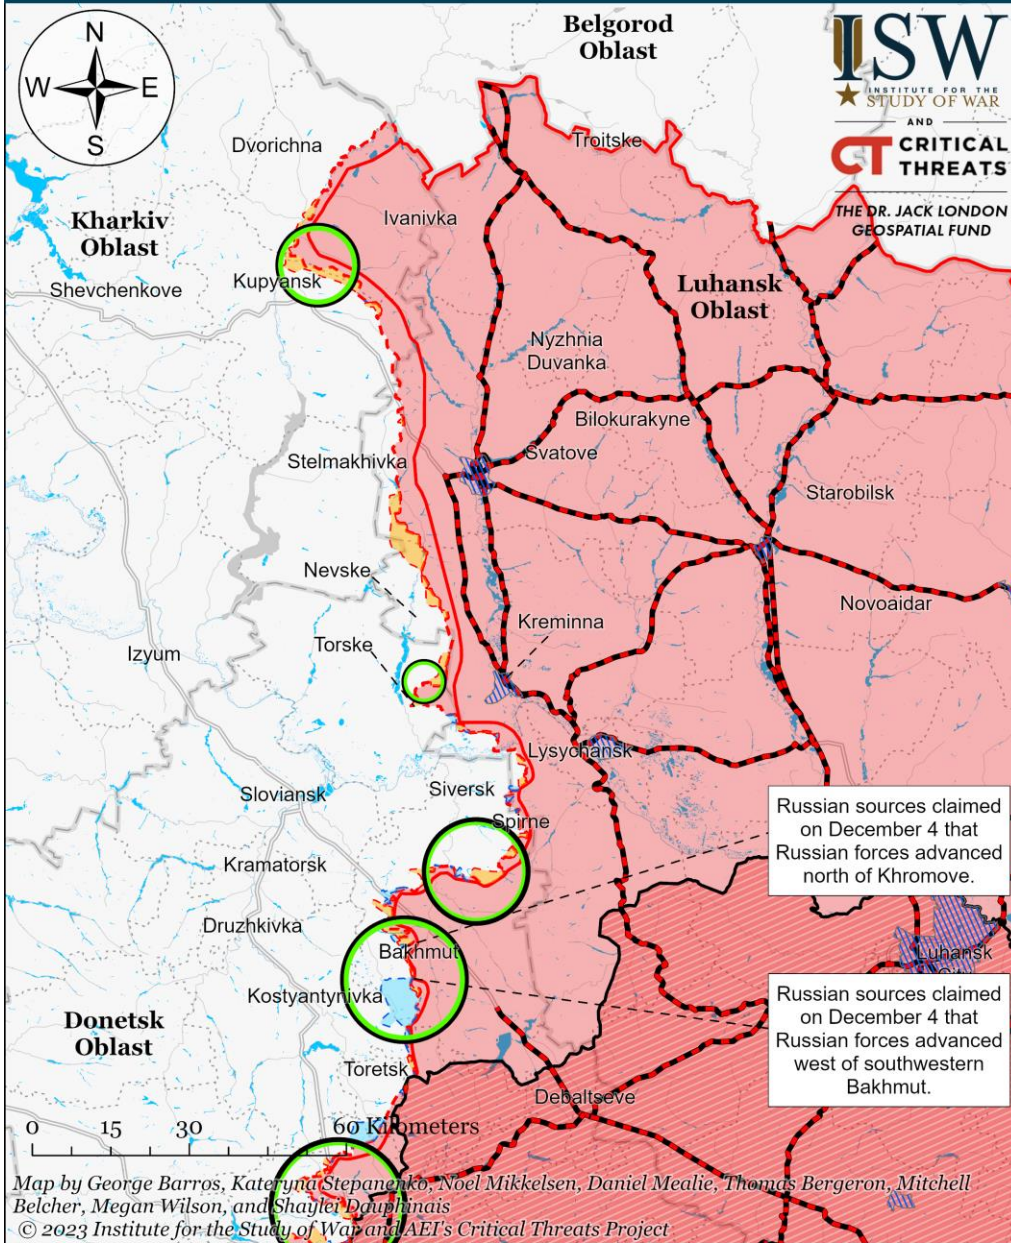 N
W
E
S
Belgorod
Oblast
ISW
INSTITUTE FOR THE
STUDY OF WAR
AND
CT CRITICAL
THREATS
THE DR. JACK LONDON
GEOSPATIAL FUND
Dvorichna
Troitske
Kharkiv
Oblast
Ivanivka
Shevchenkove
Kupyansk
Luhansk
Oblast
Nyzhnia
Duvanka
Bilokurakyne
Stelmakhivka
Svatove
Starobilsk
Nevske
Novoaidar
Kreminna
Torske
Izyum
Lysychansk
Siversk
Sloviansk
Spirne
Russian sources claimed
on December 4 that
Russian forces advanced
north of Khromove.
Kramatorsk
Druzhkivka
Bakhmut
Luhansk
Kostyantynivka
Russian sources claimed
on December 4 that
Russian forces advanced
west of southwestern
Bakhmut.
Donetsk
Oblast
Toretsk
Debaltseve
0 15 30 60 Kilometers
Map by George Barros, Kateryna Stepanenko, Noel Mikkelsen, Daniel Mealie, Thomas Bergeron, Mitchell
Belcher, Megan Wilson, and Shaylei Dauphinais
© 2023 Institute for the Study of War and AEI's Critical Threats Project